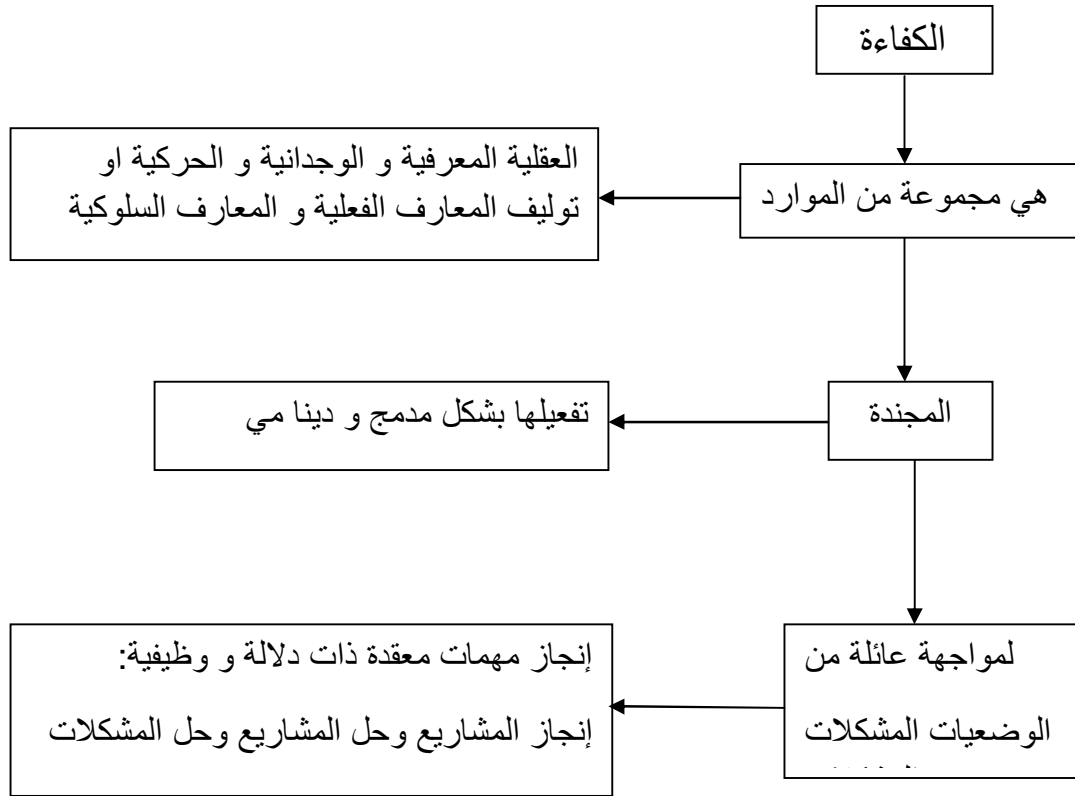 الكفاءة
هي مجموعة من الموارد
العقلية المعرفية و الوجدانية و الحركية او
توليف المعارف الفعلية و المعارف السلوكية
المجندة
تفعيلها بشكل مدمج و دينا مي
لمواجهة عائلة من
الوضعيات المشكلات
إنجاز مهمات معقدة ذات دلالة و وظيفية:
إنجاز المشاريع وحل المشاريع وحل المشكلات